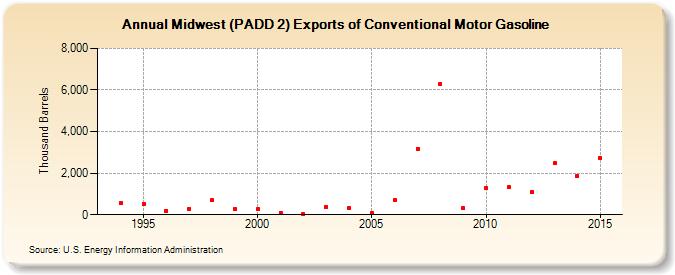 Annual Midwest (PADD 2) Exports of Conventional Motor Gasoline
Thousand Barrels
8,000
6,000
4,000
2,000
0
1995 2000 2005 2010 2015
Source: U.S. Energy Information Administration